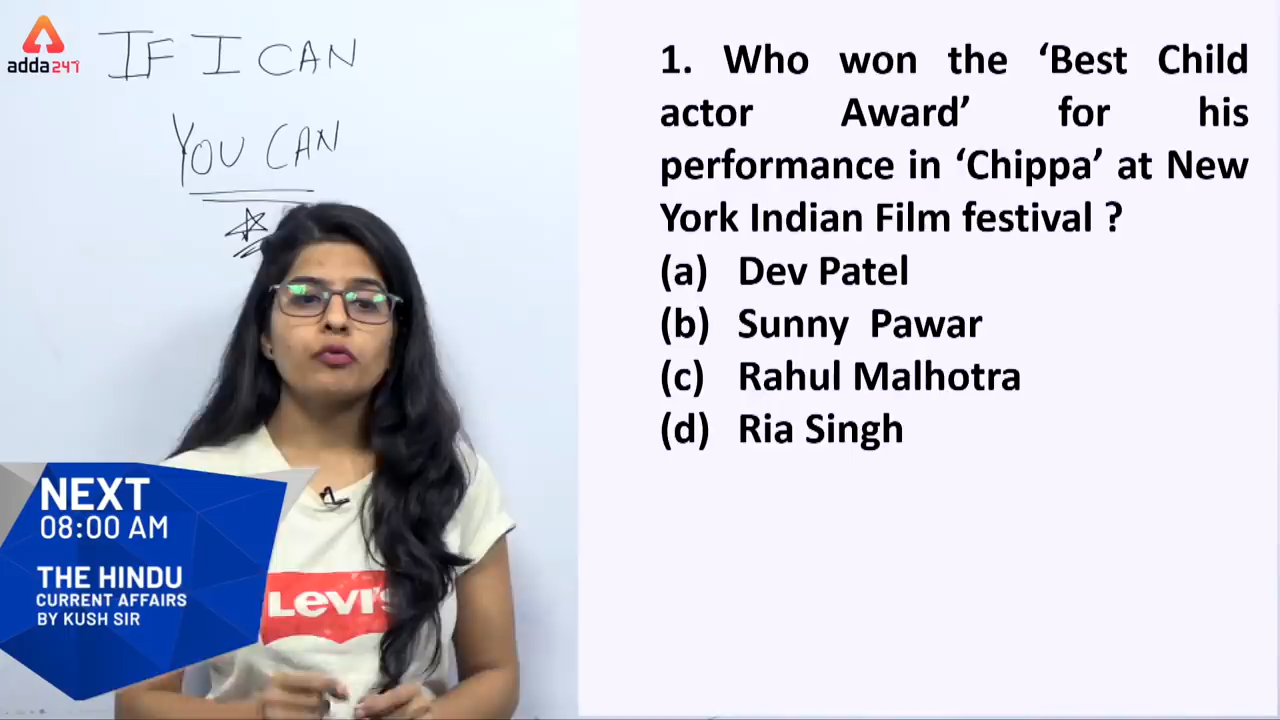 adda247
IF I CAN
YOU CAN
1. Who won the ‘Best Child
actor Award’ for his
performance in ‘Chippa’ at New
York Indian Film festival ?
(a) Dev Patel
(b) Sunny Pawar
(c) Rahul Malhotra
(d) Ria Singh
NEXT
08:00 AM
THE HINDU
CURRENT AFFAIRS
BY KUSH SIR
LEVI'S